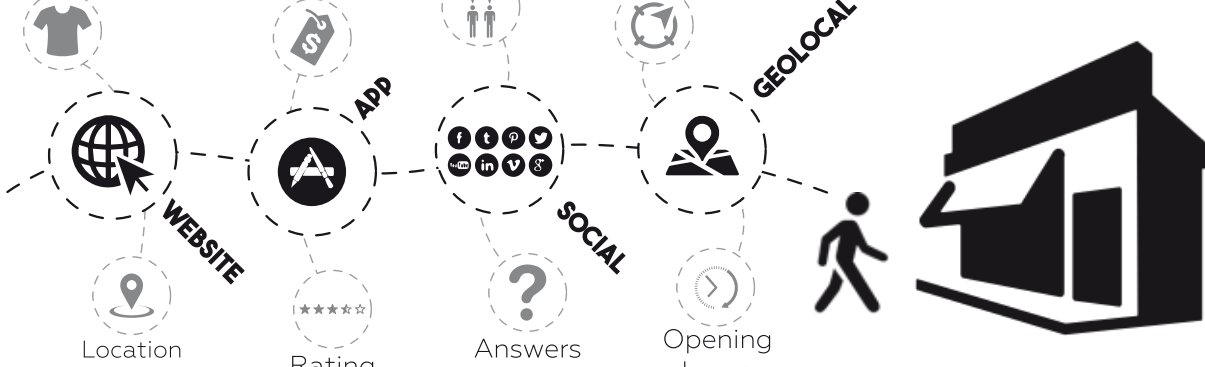 APP
GEOLOCAL
WEBSITE
SOCIAL
Location
Rating
Answers
Opening